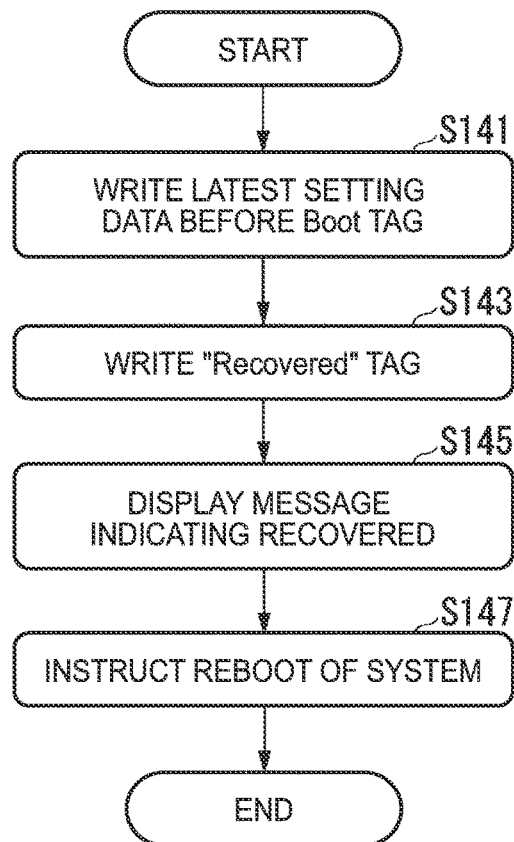 START
S141
WRITE LATEST SETTING
DATA BEFORE Boot TAG
S143
WRITE "Recovered" TAG
S145
DISPLAY MESSAGE
INDICATING RECOVERED
S147
INSTRUCT REBOOT OF SYSTEM
END